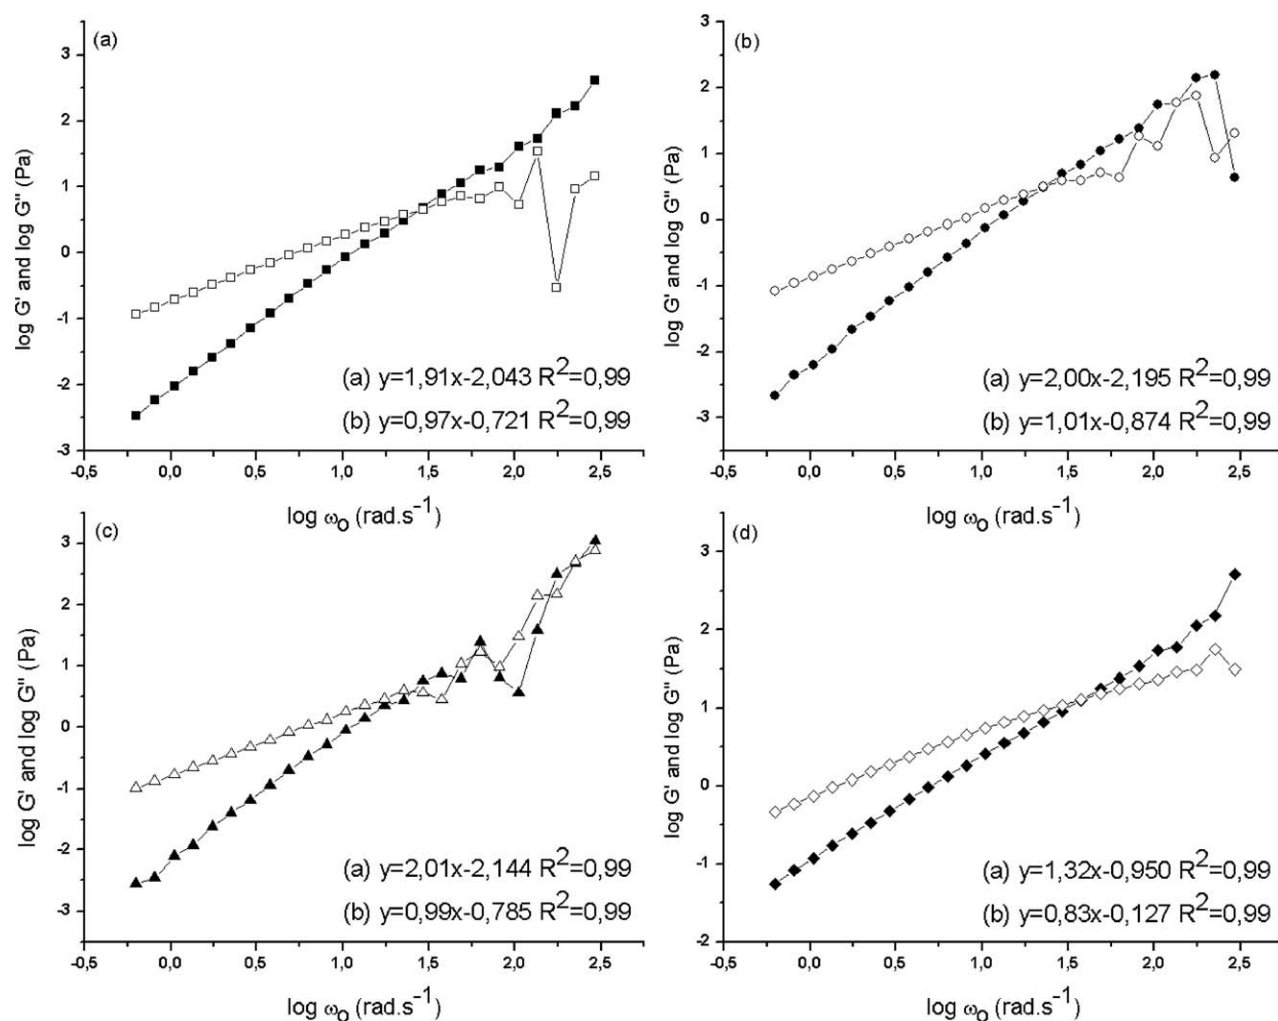 (a)
3
2
1
0
-1
-2
-3
log G' and log G'' (Pa)
(a) y=1,91x-2,043 R²=0,99
(b) y=0,97x-0,721 R²=0,99
-0,5 0,0 0,5 1,0 1,5 2,0 2,5
log ω₀ (rad.s⁻¹)
(b)
3
2
1
0
-1
-2
-3
log G' and log G'' (Pa)
(a) y=2,00x-2,195 R²=0,99
(b) y=1,01x-0,874 R²=0,99
-0,5 0,0 0,5 1,0 1,5 2,0 2,5
log ω₀ (rad.s⁻¹)
(c)
3
2
1
0
-1
-2
-3
log G' and log G'' (Pa)
(a) y=2,01x-2,144 R²=0,99
(b) y=0,99x-0,785 R²=0,99
-0,5 0,0 0,5 1,0 1,5 2,0 2,5
log ω₀ (rad.s⁻¹)
(d)
3
2
1
0
-1
-2
log G' and log G'' (Pa)
(a) y=1,32x-0,950 R²=0,99
(b) y=0,83x-0,127 R²=0,99
-0,5 0,0 0,5 1,0 1,5 2,0 2,5
log ω₀ (rad.s⁻¹)